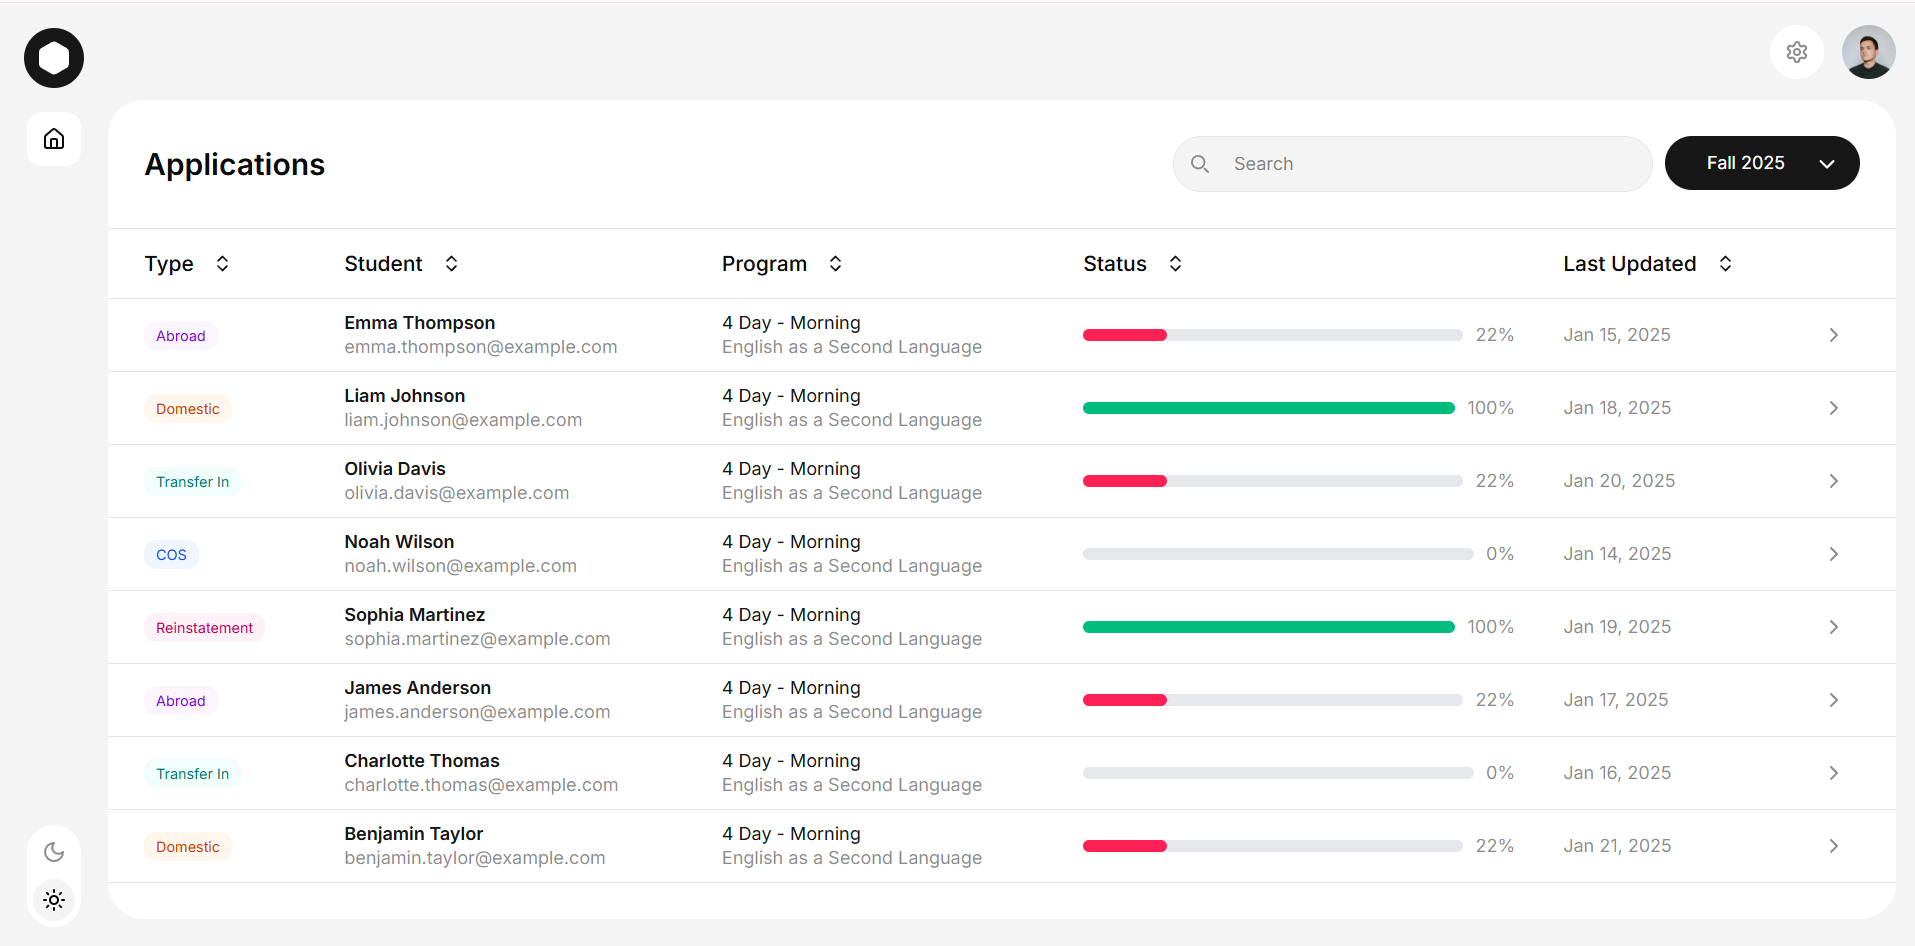 Applications
Search
Fall 2025
Type Student Program Status Last Updated
Abroad
Emma Thompson
emma.thompson@example.com
4 Day - Morning
English as a Second Language
22%
Jan 15, 2025
Domestic
Liam Johnson
liam.johnson@example.com
4 Day - Morning
English as a Second Language
100%
Jan 18, 2025
Transfer In
Olivia Davis
olivia.davis@example.com
4 Day - Morning
English as a Second Language
22%
Jan 20, 2025
COS
Noah Wilson
noah.wilson@example.com
4 Day - Morning
English as a Second Language
0%
Jan 14, 2025
Reinstatement
Sophia Martinez
sophia.martinez@example.com
4 Day - Morning
English as a Second Language
100%
Jan 19, 2025
Abroad
James Anderson
james.anderson@example.com
4 Day - Morning
English as a Second Language
22%
Jan 17, 2025
Transfer In
Charlotte Thomas
charlotte.thomas@example.com
4 Day - Morning
English as a Second Language
0%
Jan 16, 2025
Domestic
Benjamin Taylor
benjamin.taylor@example.com
4 Day - Morning
English as a Second Language
22%
Jan 21, 2025